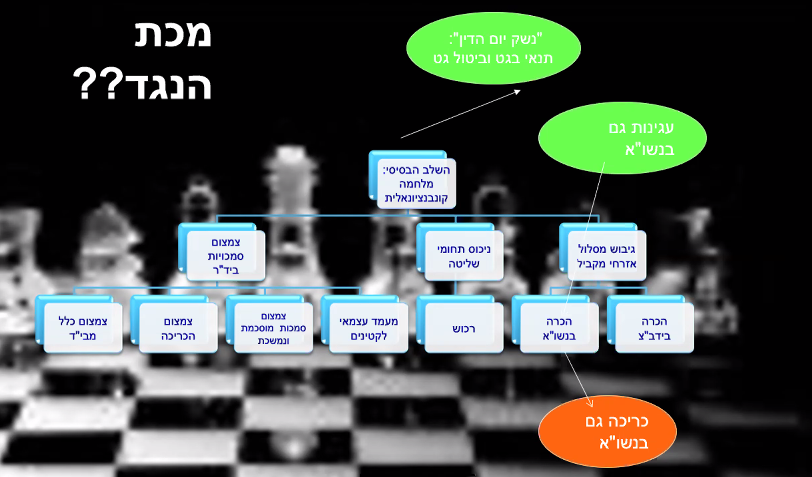 מכת
הנגד??
"נשק יום הדין":
תנאי בגט וביטול גט
עגינות גם
בנשו"א
השלב הבסיסי:
מלחמה
קונבנציונאלית
גיבוש מסלול
אזרחי מקביל
ניכוס תחומי
שליטה
צמצום
סמכויות
ביד"ר
הכרה
בידב"צ
הכרה
בנשו"א
רכוש
מעמד עצמאי
לקטינים
צמצום
סמכות מוסכמת
ונמשכת
צמצום
הכריכה
צמצום כלל
מבי"ד
כריכה גם
בנשו"א